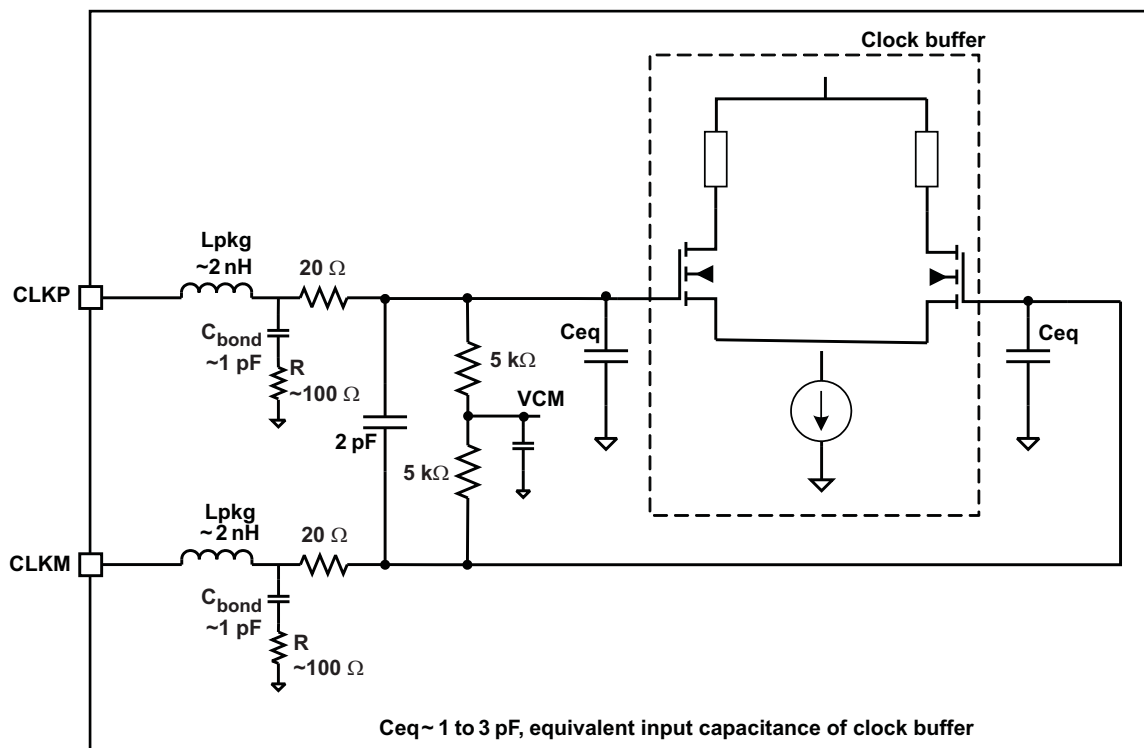 Clock buffer
Lpkg
~2 nH
20 Ω
CLKP
C_bond
~1 pF
R
~100 Ω
5 kΩ
Ceq
Ceq
VCM
2 pF
5 kΩ
Lpkg
~2 nH
20 Ω
CLKM
C_bond
~1 pF
R
~100 Ω
Ceq~ 1 to 3 pF, equivalent input capacitance of clock buffer